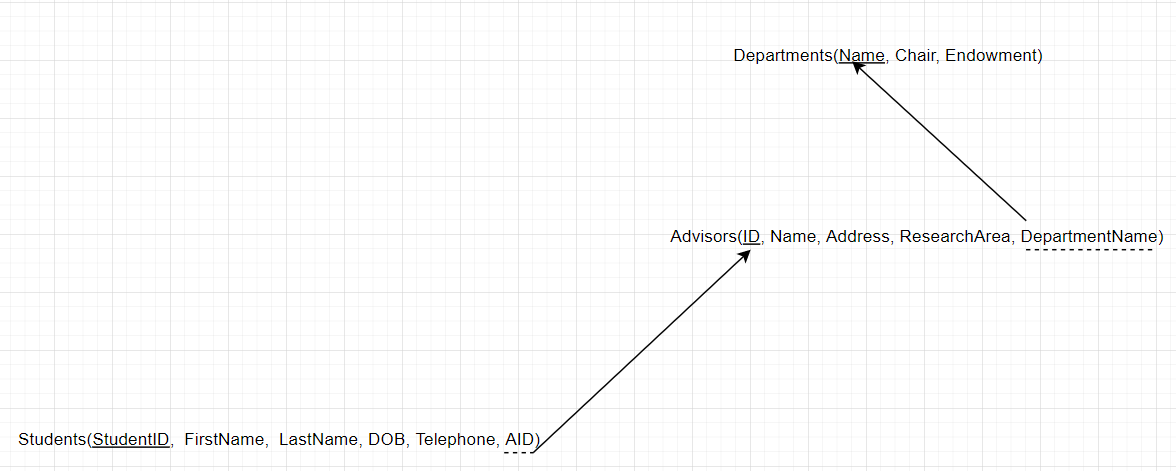 Departments(Name, Chair, Endowment)
Advisors(ID, Name, Address, ResearchArea, DepartmentName)
Students(StudentID, FirstName, LastName, DOB, Telephone, AID)